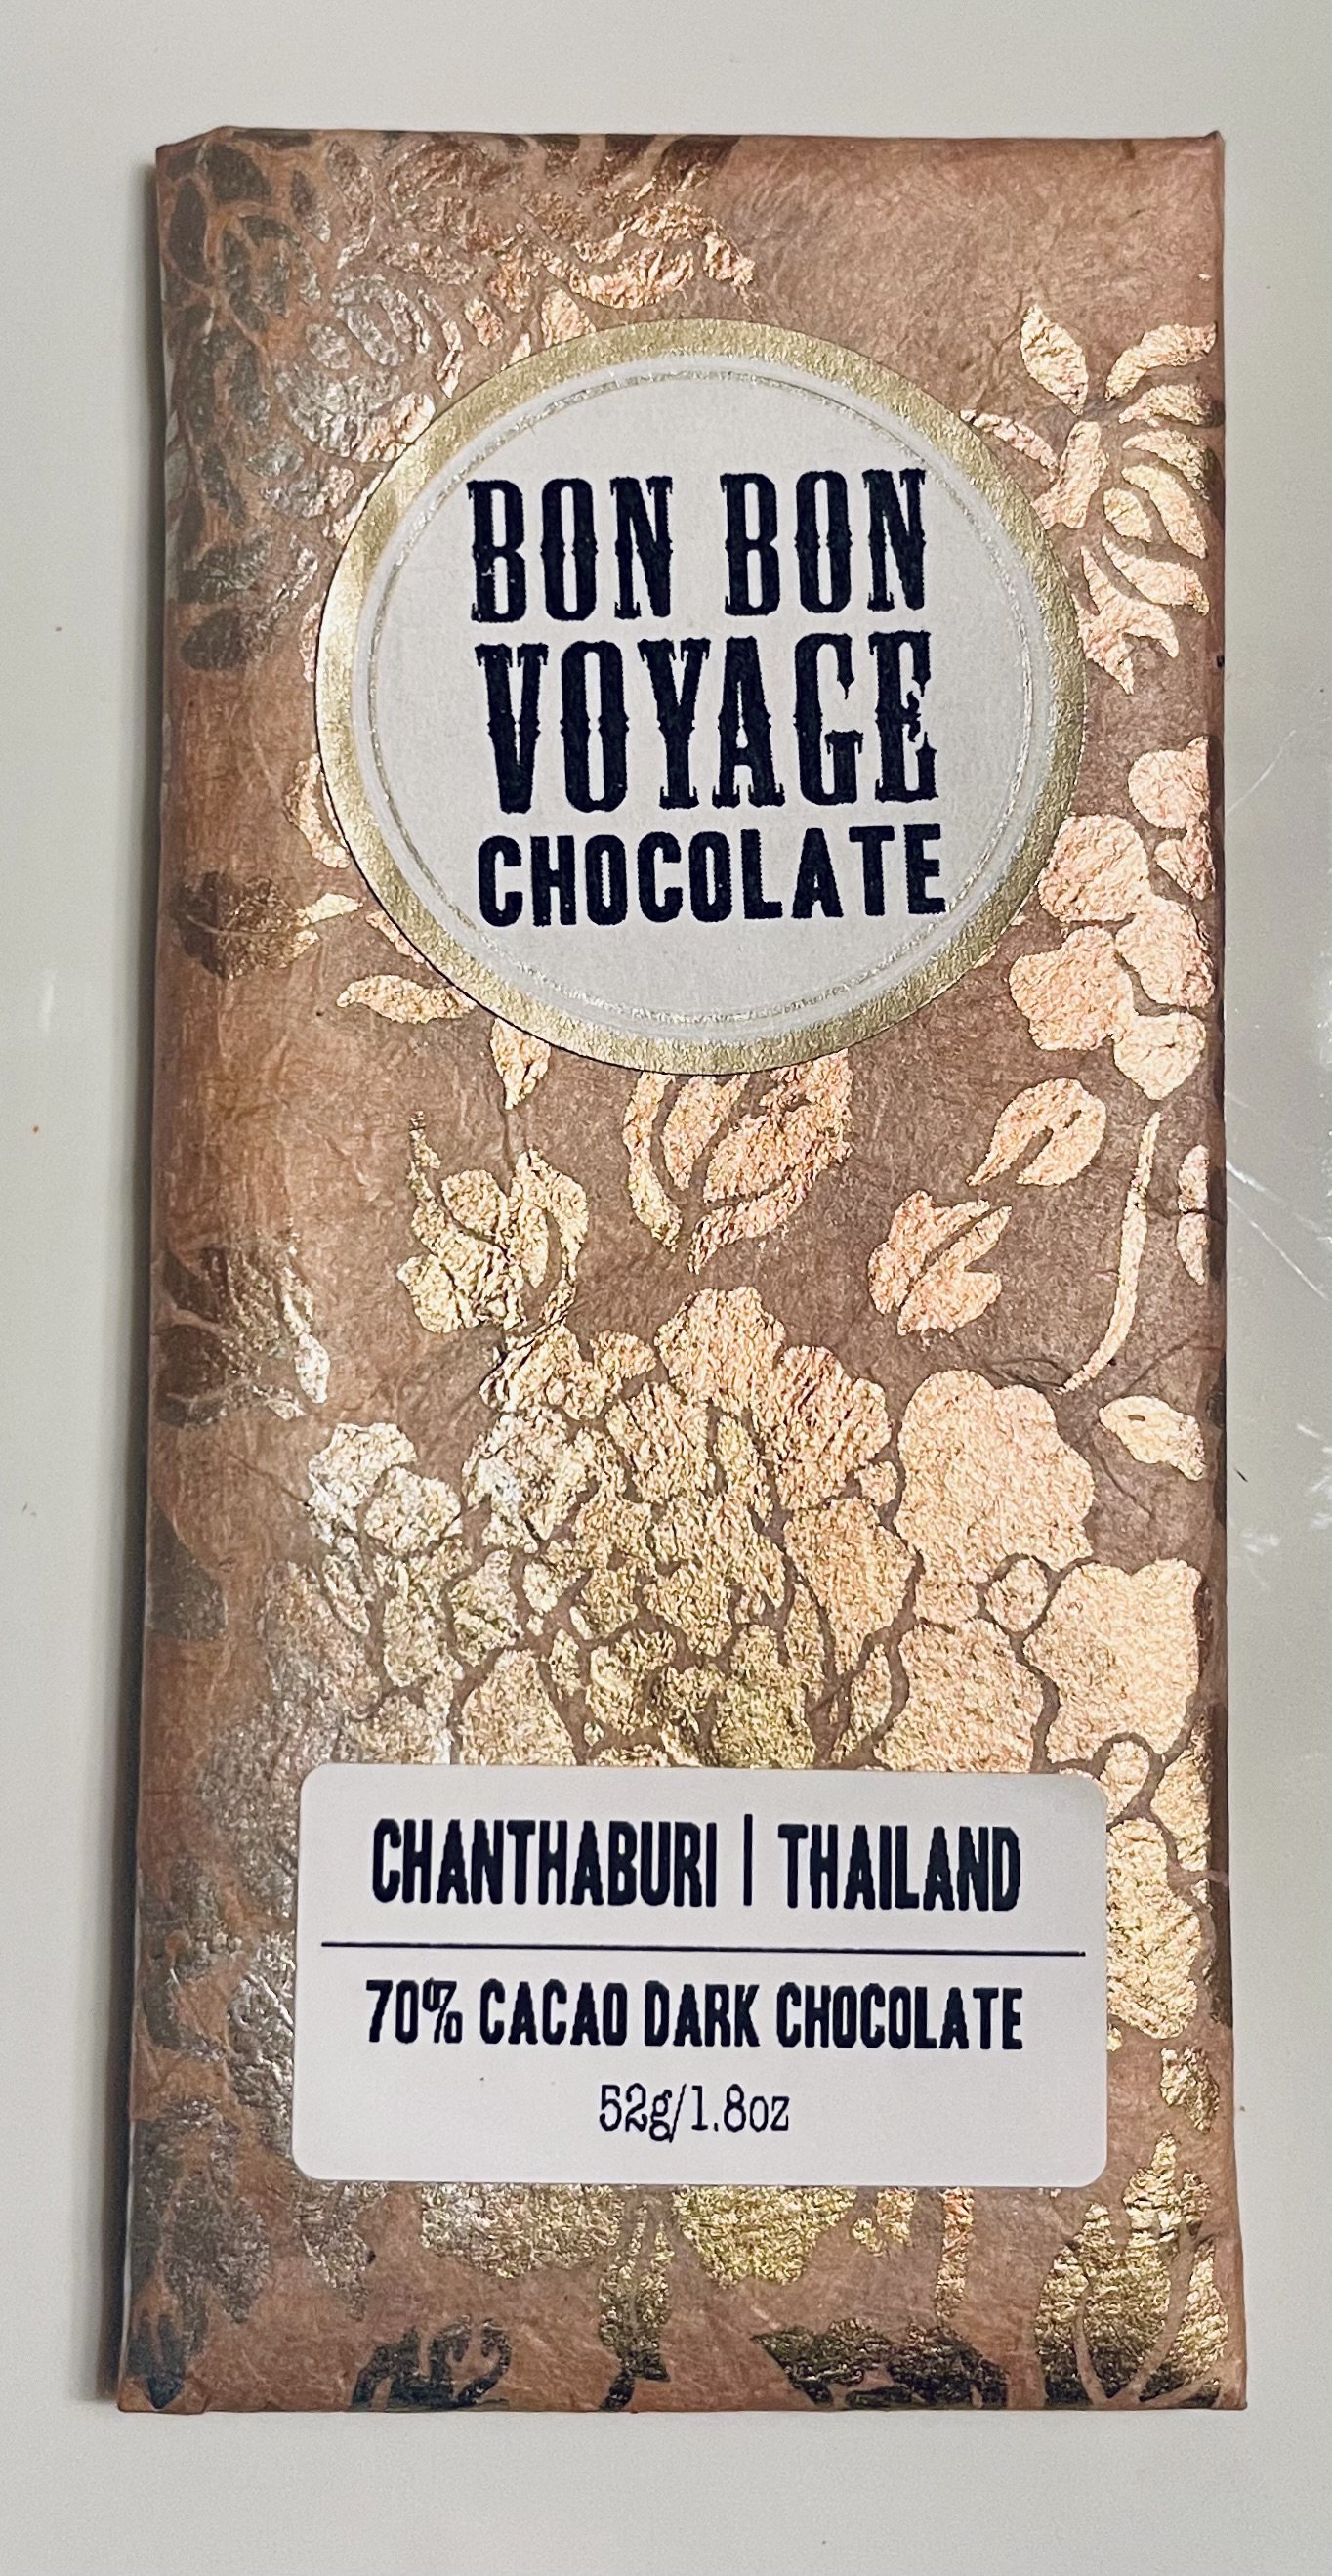 BON BON
VOYAGE
CHOCOLATE
CHANTHABURI | THAILAND
70% CACAO DARK CHOCOLATE
52g/1.8oz